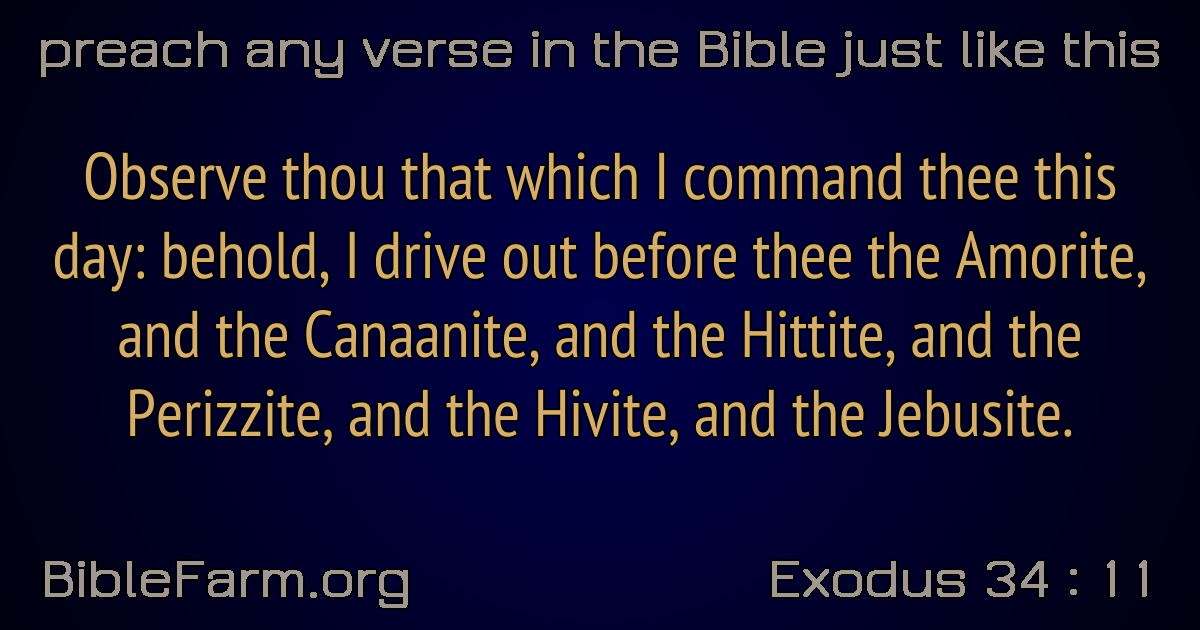 preach any verse in the Bible just like this
Observe thou that which I command thee this
day: behold, I drive out before thee the Amorite,
and the Canaanite, and the Hittite, and the
Perizzite, and the Hivite, and the Jebusite.
BibleFarm.org
Exodus 34 : 11